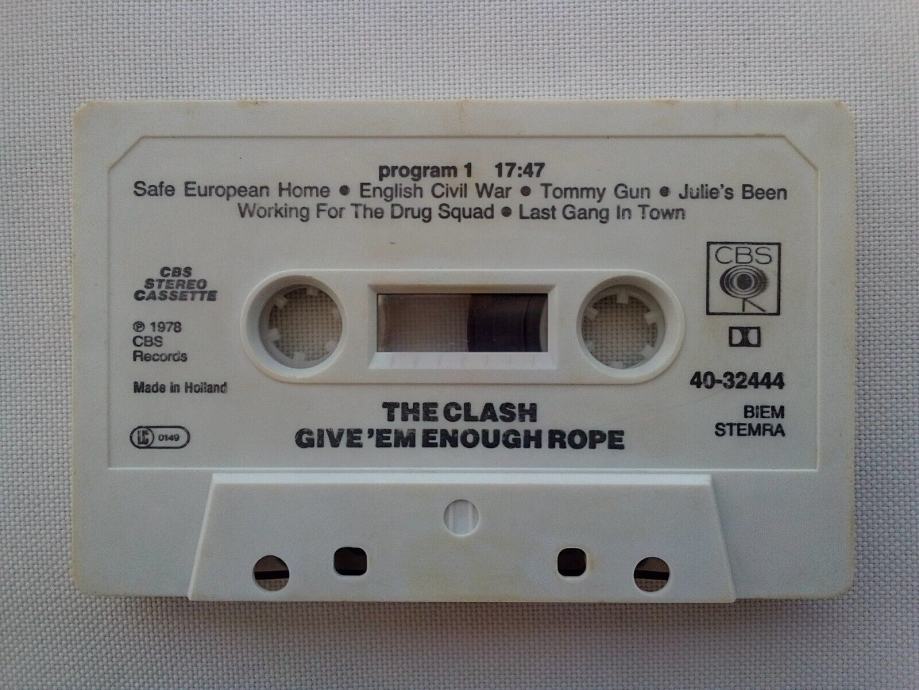 program 1 17:47
Safe European Home ● English Civil War ● Tommy Gun ● Julie's Been
Working For The Drug Squad ● Last Gang In Town
CBS
STEREO
CASSETTE
℗ 1978
CBS
Records
Made in Holland
LC 0149
CBS
40-32444
BIEM
STEMRA
THE CLASH
GIVE 'EM ENOUGH ROPE